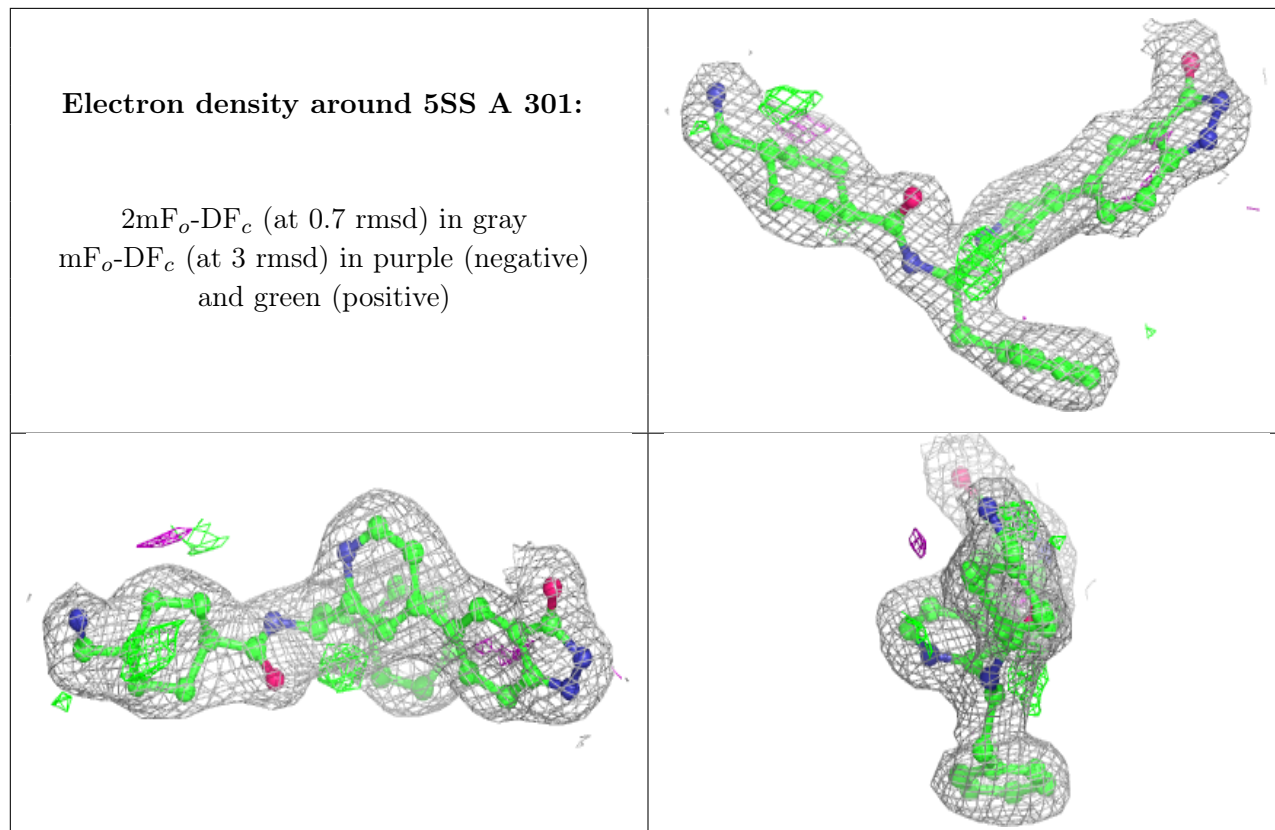 Electron density around 5SS A 301:
2mFo-DFc (at 0.7 rmsd) in gray
mFo-DFc (at 3 rmsd) in purple (negative)
and green (positive)